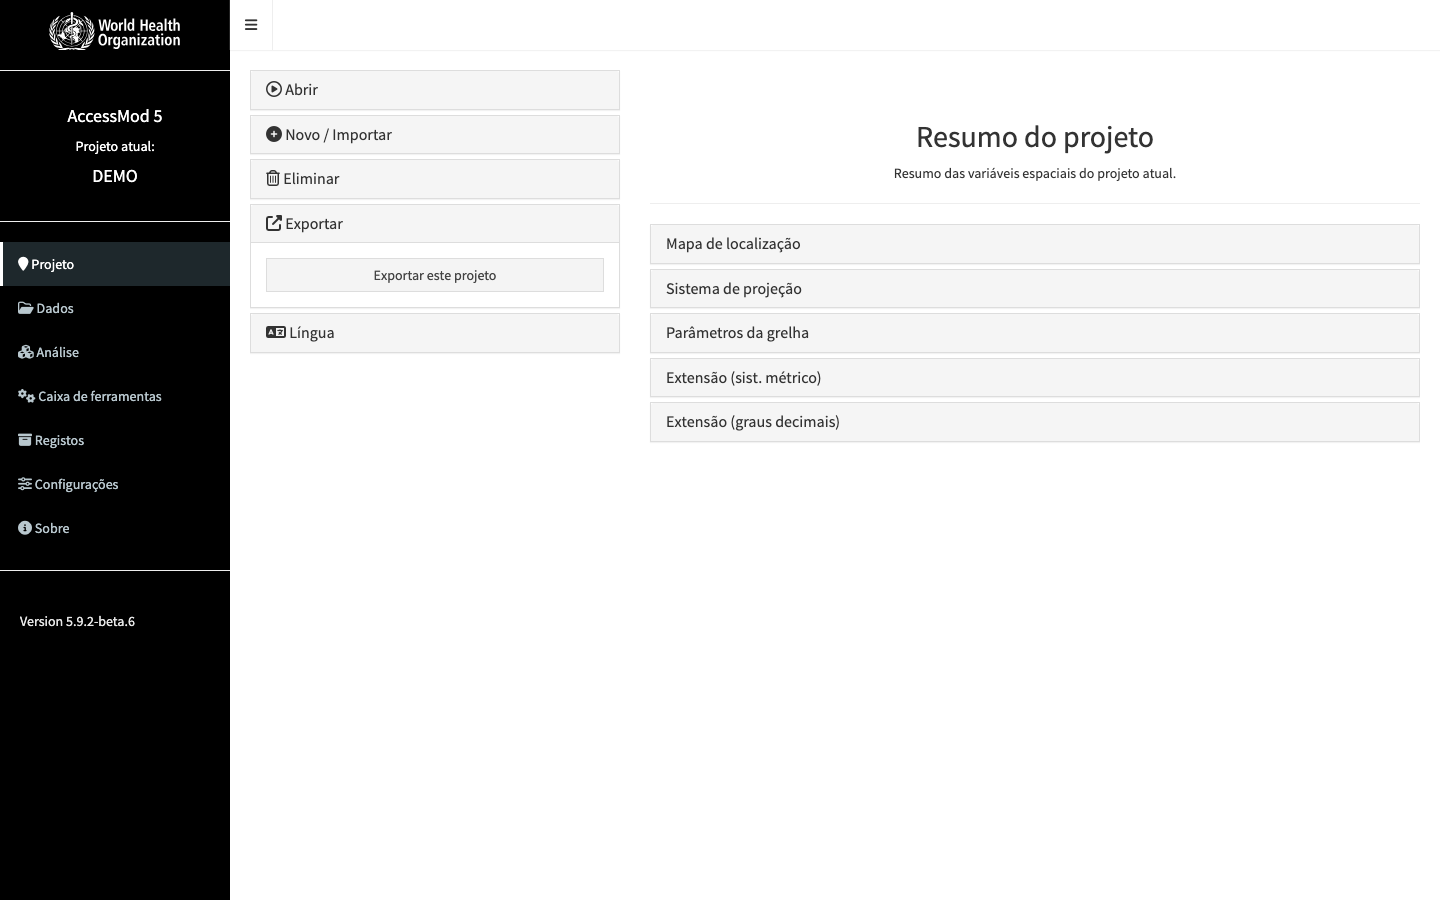 World Health
Organization
AccessMod 5
Projeto atual:
DEMO
Projeto
Dados
Análise
Caixa de ferramentas
Registos
Configurações
Sobre
Version 5.9.2-beta.6
Abrir
Novo / Importar
Eliminar
Exportar
Exportar este projeto
Língua
Resumo do projeto
Resumo das variáveis espaciais do projeto atual.
Mapa de localização
Sistema de projeção
Parâmetros da grelha
Extensão (sist. métrico)
Extensão (graus decimais)